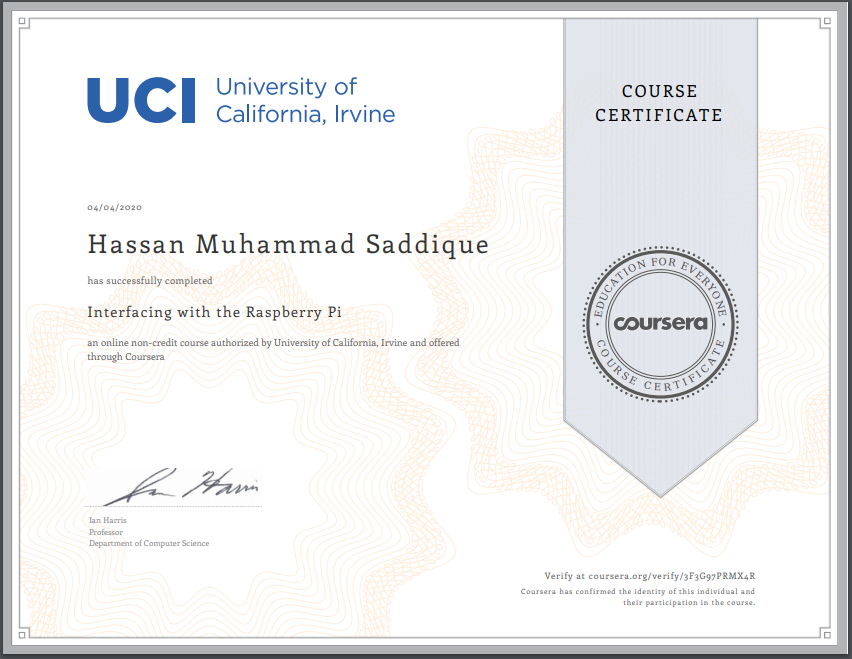 UCI University of
California, Irvine
COURSE
CERTIFICATE
04/04/2020
Hassan Muhammad Saddique
has successfully completed
Interfacing with the Raspberry Pi
an online non-credit course authorized by University of California, Irvine and offered
through Coursera
EDUCATION FOR EVERYONE
coursera
COURSE CERTIFICATE
Ian Harris
Ian Harris
Professor
Department of Computer Science
Verify at coursera.org/verify/3F3G97PRMX4R
Coursera has confirmed the identity of this individual and
their participation in the course.